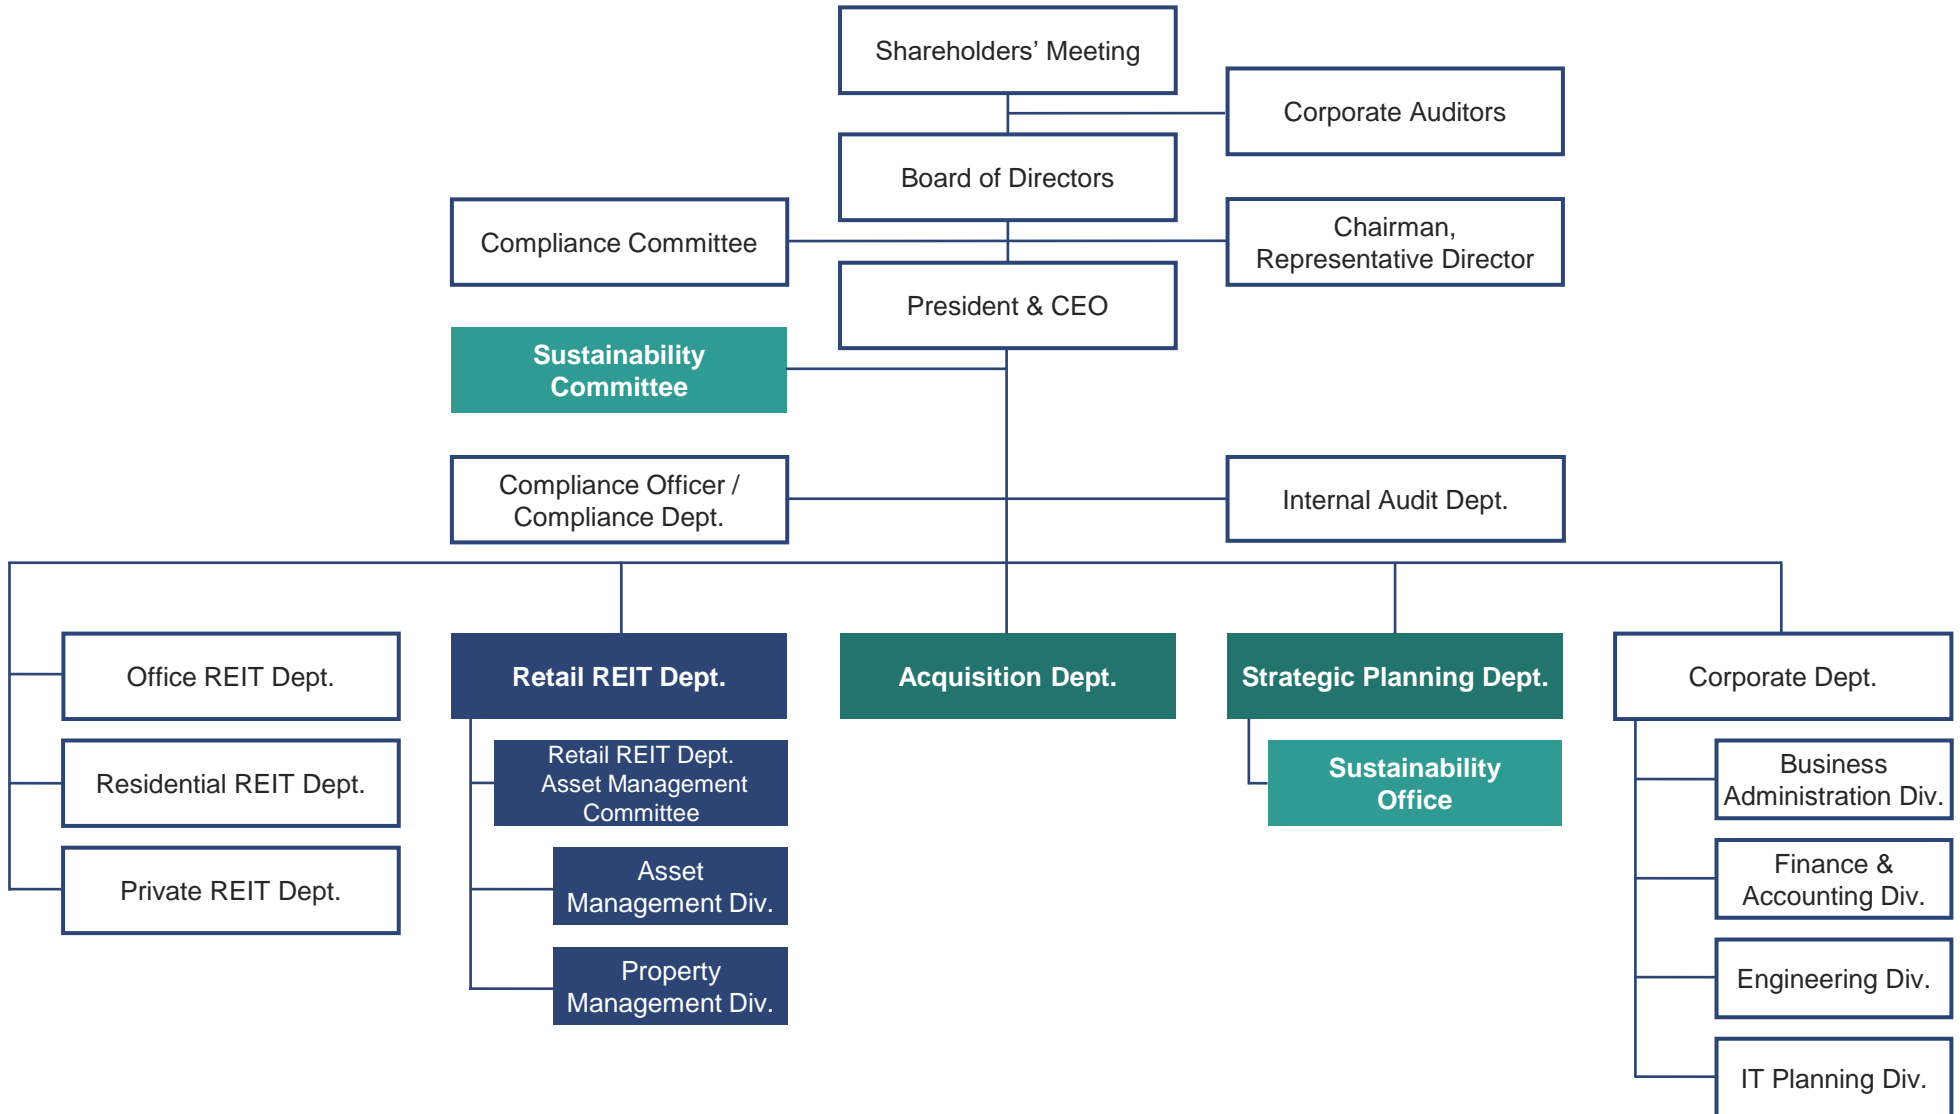 Shareholders’ Meeting
Corporate Auditors
Board of Directors
Compliance Committee
Chairman,
Representative Director
President & CEO
Sustainability
Committee
Compliance Officer /
Compliance Dept.
Internal Audit Dept.
Office REIT Dept.
Residential REIT Dept.
Private REIT Dept.
Retail REIT Dept.
Retail REIT Dept.
Asset Management
Committee
Asset
Management Div.
Property
Management Div.
Acquisition Dept.
Strategic Planning Dept.
Sustainability
Office
Corporate Dept.
Business
Administration Div.
Finance &
Accounting Div.
Engineering Div.
IT Planning Div.